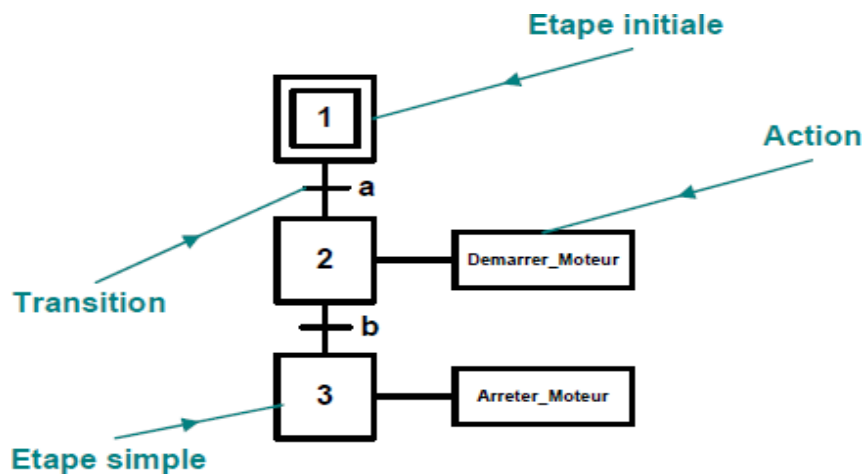 Etape initiale
1
Action
a
2
Demarrer_Moteur
Transition
b
3
Arreter_Moteur
Etape simple